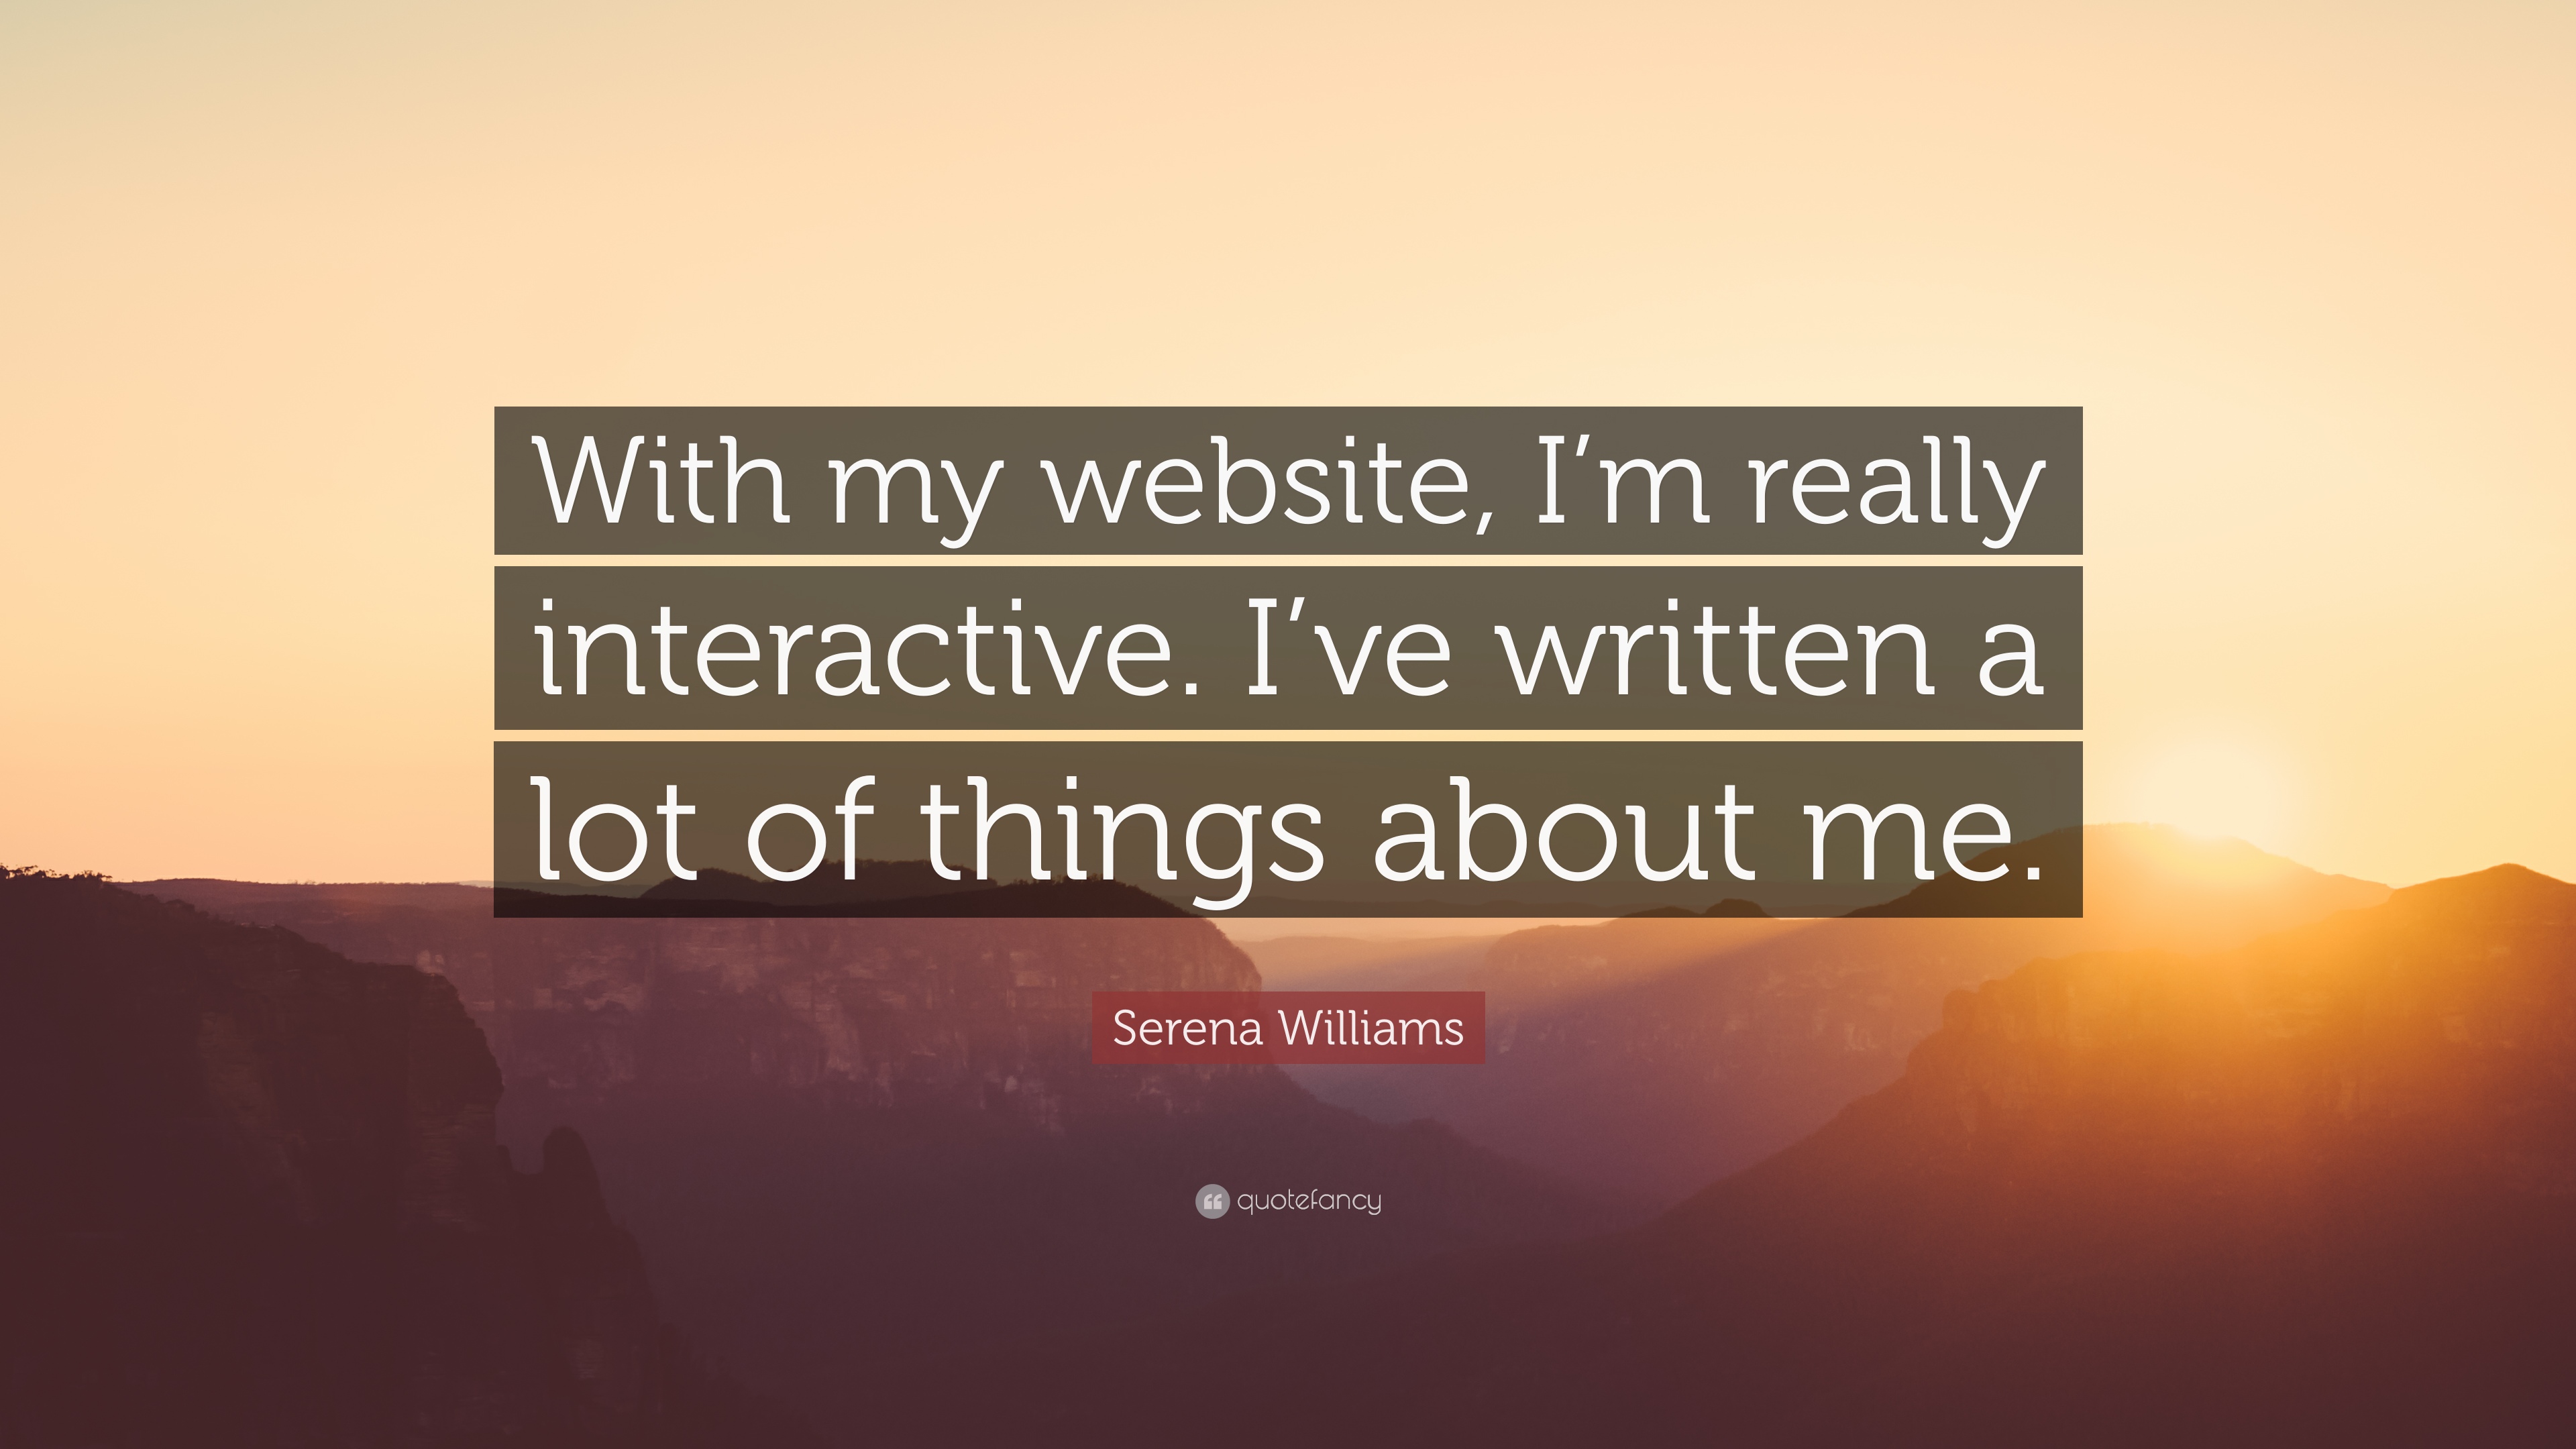 With my website, I’m really
interactive. I’ve written a
lot of things about me.
Serena Williams
quotefancy